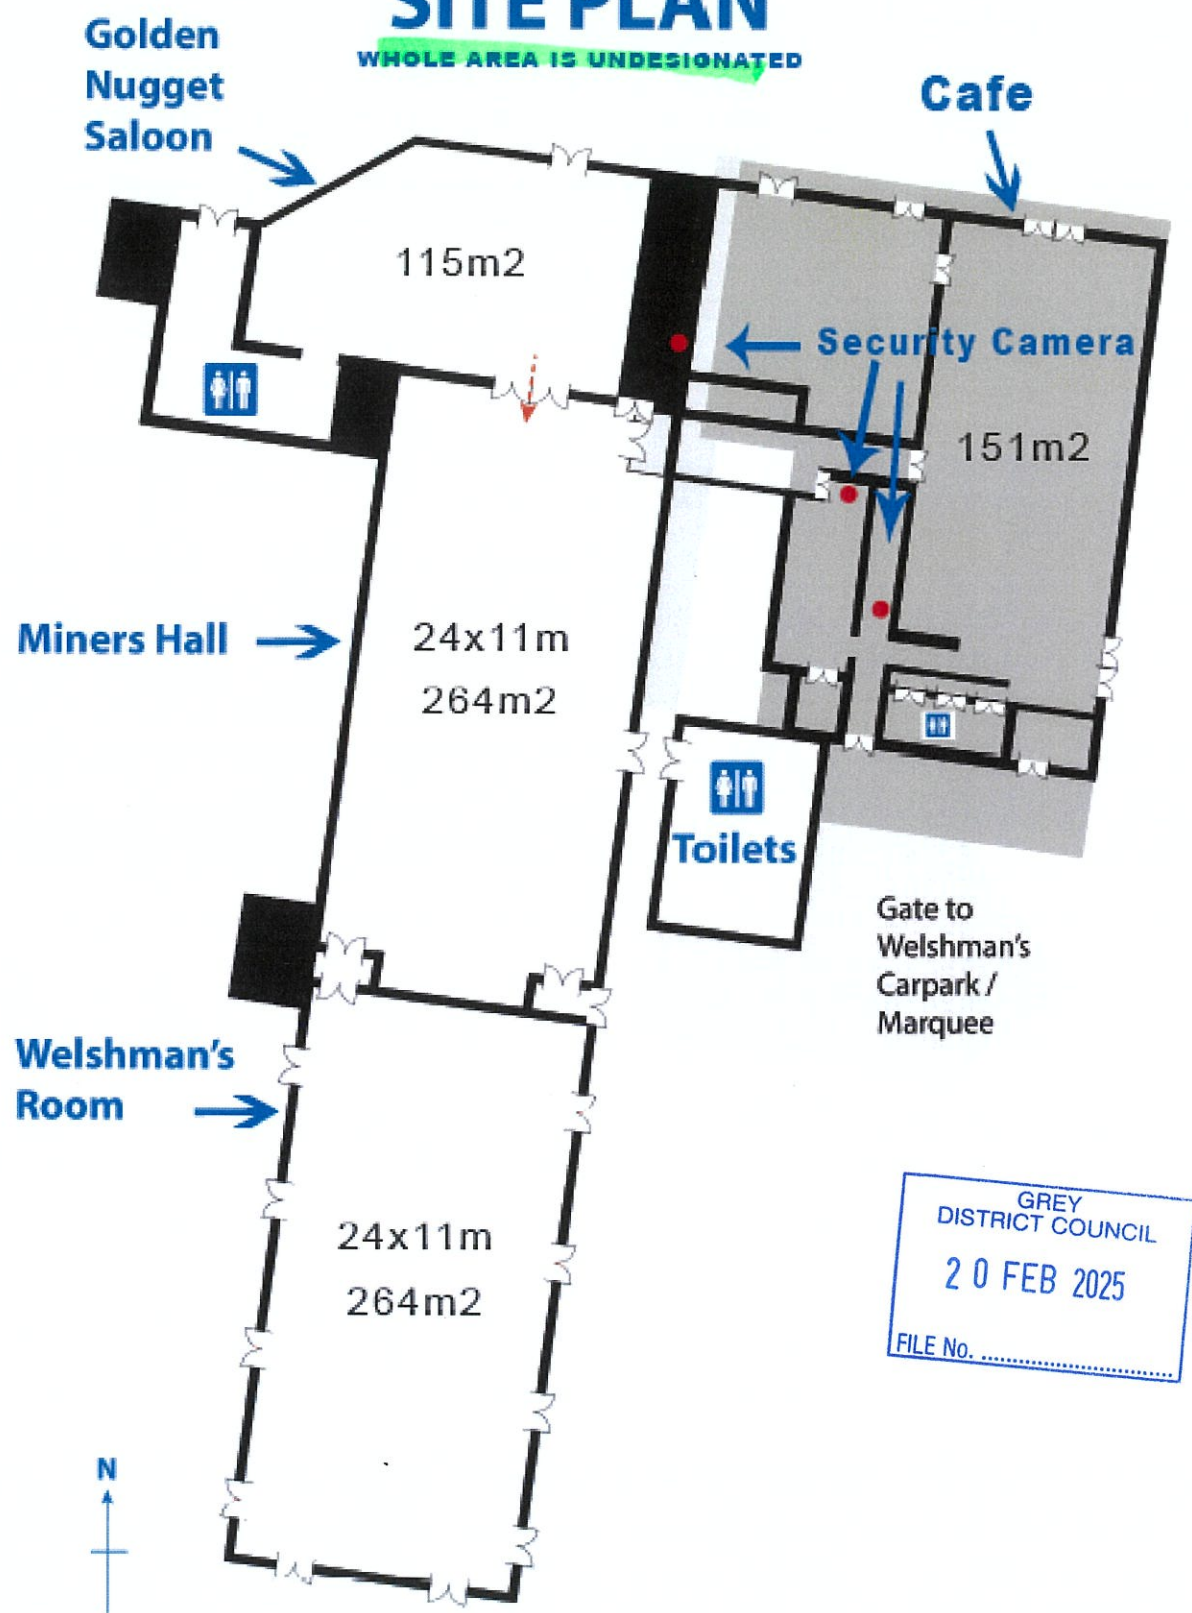 SITE PLAN
WHOLE AREA IS UNDESIGNATED
Golden
Nugget
Saloon
Cafe
115m2
Security Camera
151m2
Miners Hall
24x11m
264m2
Toilets
Gate to
Welshman's
Carpark /
Marquee
Welshman's
Room
24x11m
264m2
GREY
DISTRICT COUNCIL
20 FEB 2025
FILE No. ................................
N